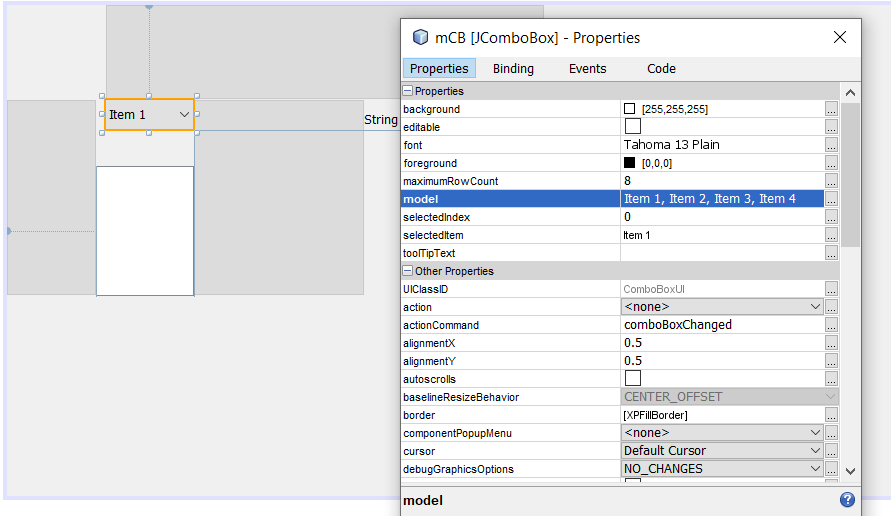 mCB [JComboBox] - Properties
Properties Binding Events Code
Properties
background [255,255,255] ...
editable ...
font Tahoma 13 Plain ...
foreground [0,0,0] ...
maximumRowCount 8 ...
model Item 1, Item 2, Item 3, Item 4 ...
selectedIndex 0 ...
selectedItem Item 1 ...
toolTipText ...
Other Properties
UIClassID ComboBoxUI ...
action <none> ...
actionCommand comboBoxChanged ...
alignmentX 0.5 ...
alignmentY 0.5 ...
autoscrolls ...
baselineResizeBehavior CENTER_OFFSET ...
border [XPFillBorder] ...
componentPopupMenu <none> ...
cursor Default Cursor ...
debugGraphicsOptions NO_CHANGES ...
model ?
Item 1
String